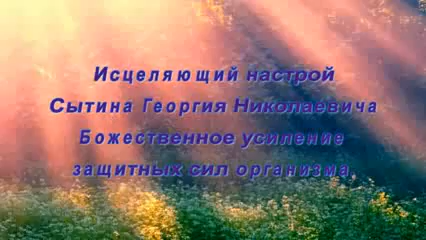 Исцеляющий настрой
Сытина Георгия Николаевича
Божественное усиление
защитных сил организма